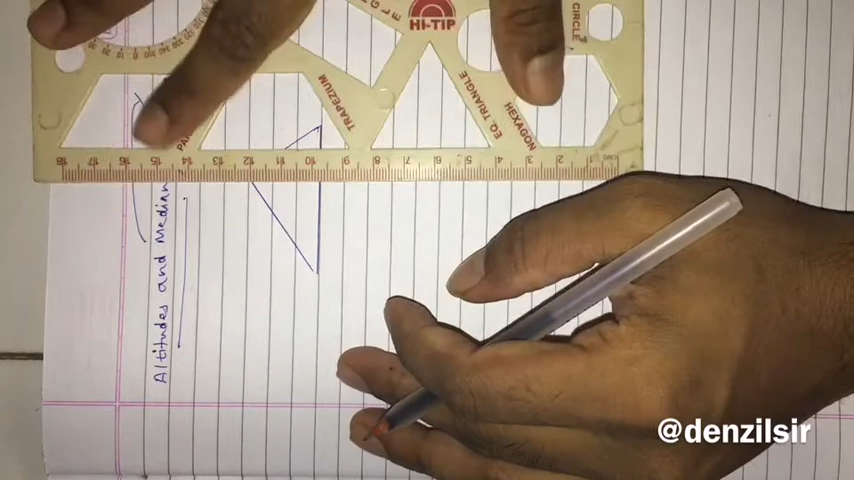 HI-TIP
CIRCLE
TRAPEZIUM
EQ. TRIANGLE
HEXAGON
18 17 16 15 14 13 12 11 10 9 8 7 6 5 4 3 2 1 CMS
Altitudes and Median
@denzilsir